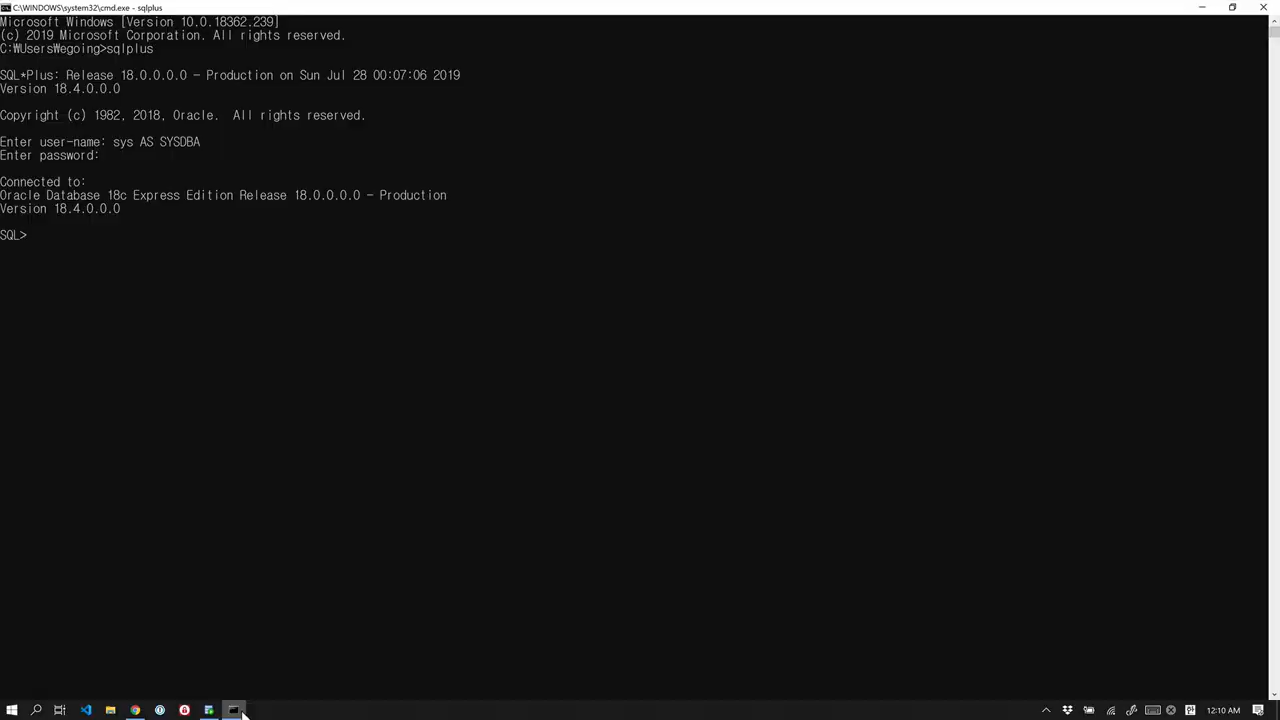 C:\WINDOWS\system32\cmd.exe - sqlplus
Microsoft Windows [Version 10.0.18362.239]
(c) 2019 Microsoft Corporation. All rights reserved.
C:₩Users₩egoing>sqlplus
SQL*Plus: Release 18.0.0.0.0 - Production on Sun Jul 28 00:07:06 2019
Version 18.4.0.0.0
Copyright (c) 1982, 2018, Oracle.  All rights reserved.
Enter user-name: sys AS SYSDBA
Enter password:
Connected to:
Oracle Database 18c Express Edition Release 18.0.0.0.0 - Production
Version 18.4.0.0.0
SQL>
12:10 AM